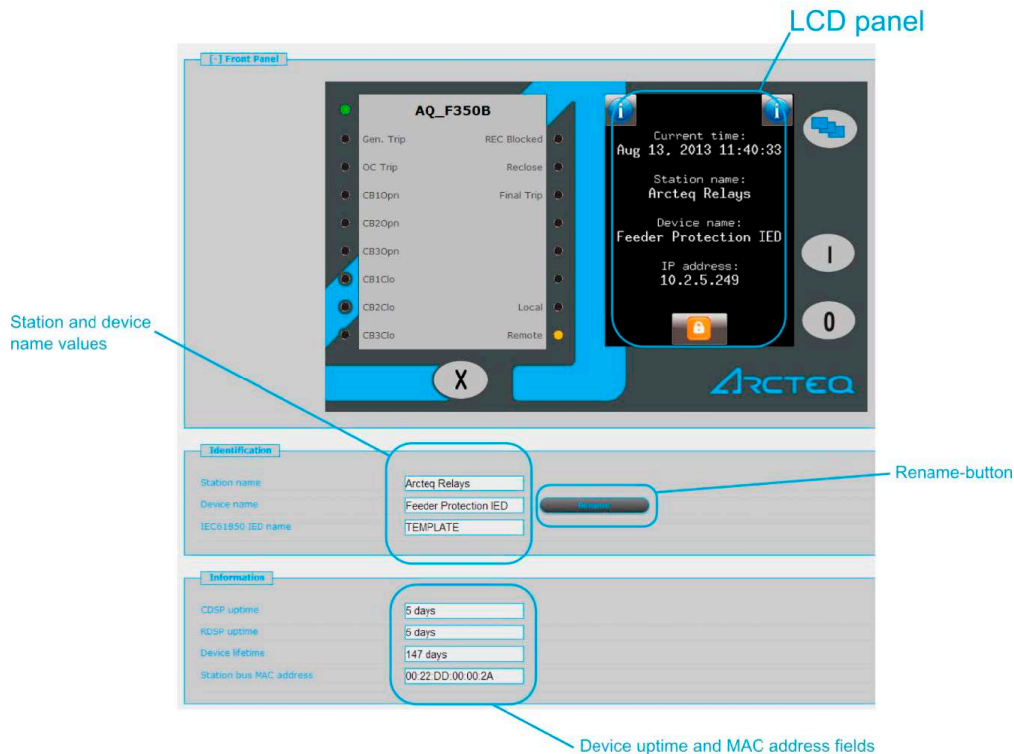 LCD panel
[-] Front Panel
AQ_F350B
Gen. Trip
REC Blocked
OC Trip
Reclose
CB1Opn
Final Trip
CB2Opn
CB3Opn
CB1Clo
CB2Clo
Local
CB3Clo
Remote
X
i
i
Current time:
Aug 13, 2013 11:40:33
Station name:
Arcteq Relays
Device name:
Feeder Protection IED
IP address:
10.2.5.249
I
0
ARCTEQ
Station and device
name values
Identification
Station name
Arcteq Relays
Device name
Feeder Protection IED
Rename
IEC61850 IED name
TEMPLATE
Rename-button
Information
CDSP uptime
5 days
RDSP uptime
5 days
Device lifetime
147 days
Station bus MAC address
00:22:DD:00:00:2A
Device uptime and MAC address fields